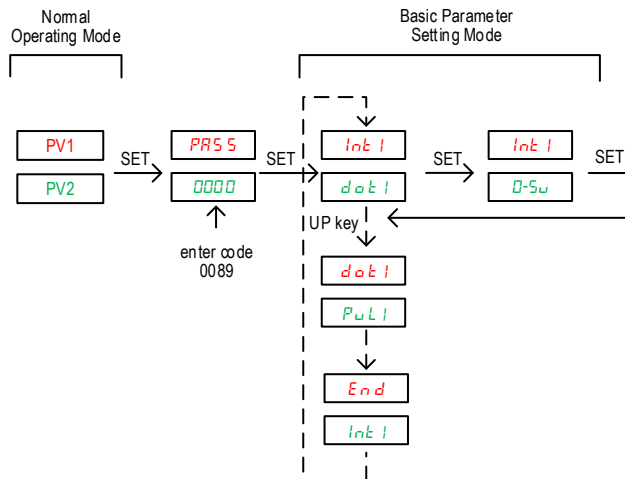 Normal
Operating Mode
Basic Parameter
Setting Mode
PV1
PV2
SET
PASS
0000
SET
Int1
dot1
SET
Int1
0-5u
SET
enter code
0089
UP key
dot1
PuL1
End
Int1